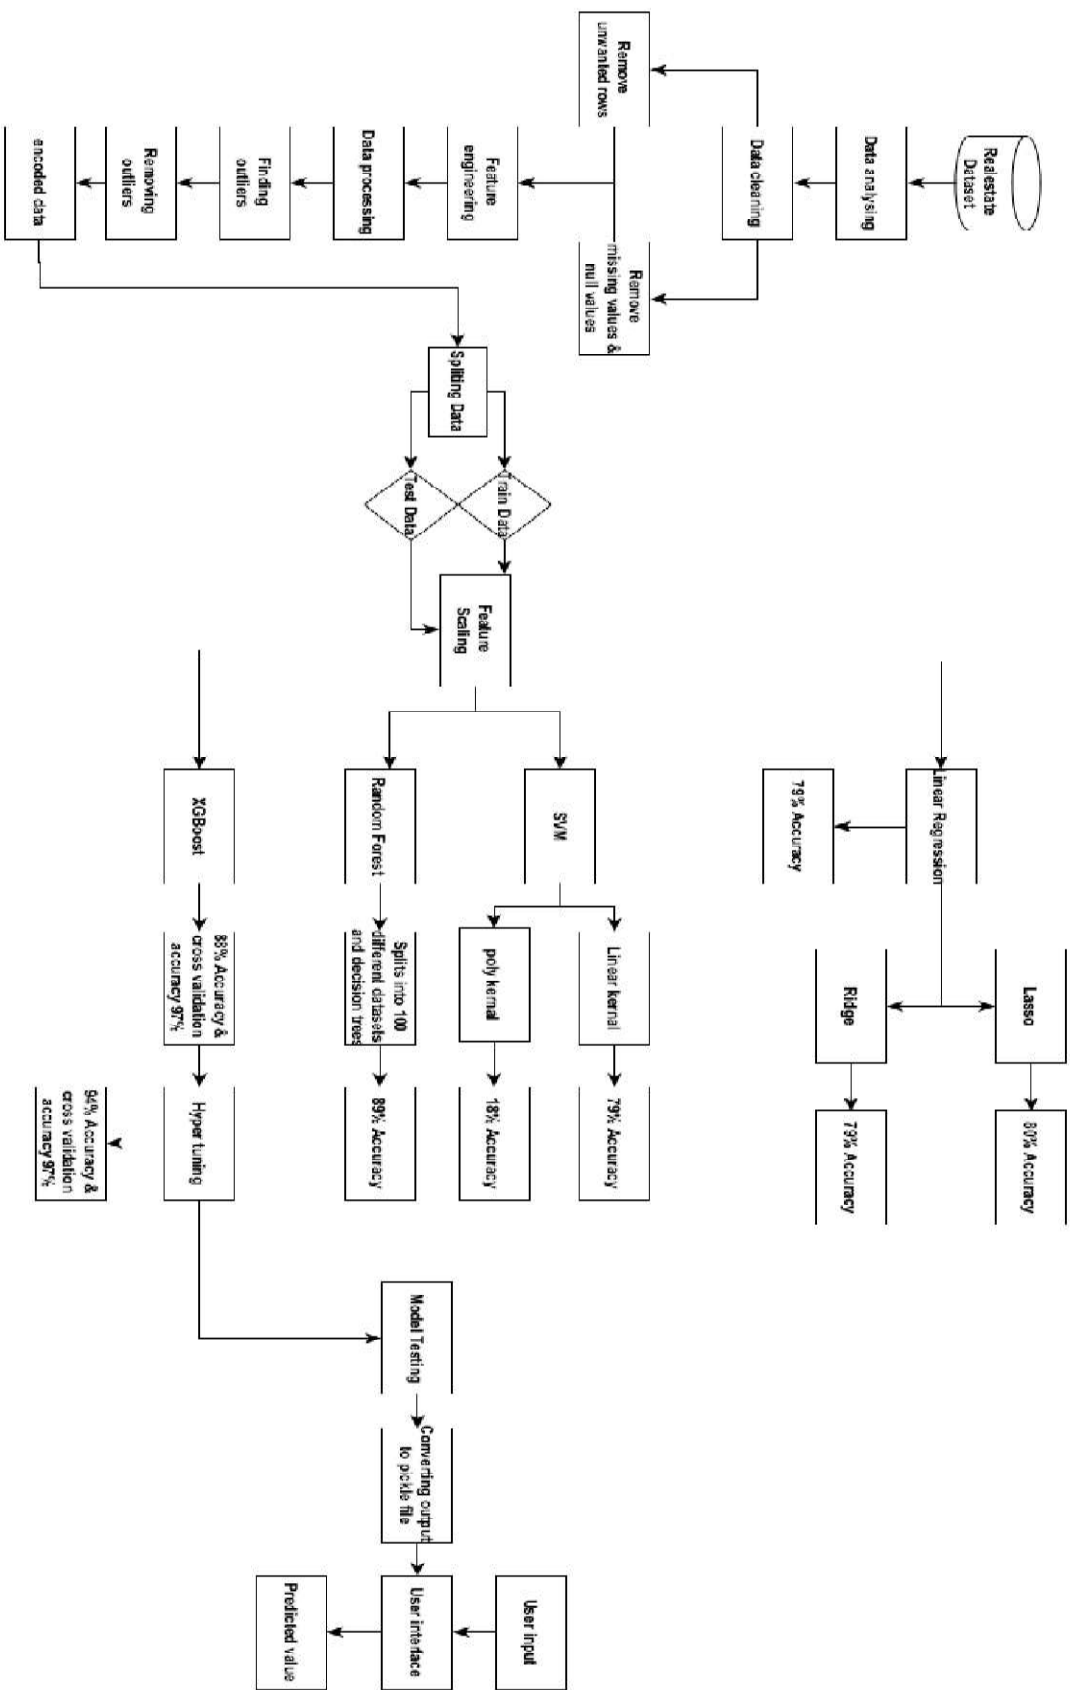 Realestate
Dataset
Data analysing
Data cleaning
Remove
unwanted rows
Remove
missing values &
null values
Feature
engineering
Data processing
Finding
outliers
Removing
outliers
encoded data
Spliting Data
Train Data
Test Data
Feature
Scaling
Linear Regression
79% Accuracy
Lasso
80% Accuracy
Ridge
79% Accuracy
SVM
Linear kernal
79% Accuracy
poly kernal
18% Accuracy
Random Forest
Splits into 100
different datasets
and decision trees
89% Accuracy
XGBoost
88% Accuracy &
cross validation
accuracy 97%
Hyper tuning
94% Accuracy &
cross validation
accuracy 97%
Model Testing
Converting output
to pickle file
User input
User interface
Predicted value